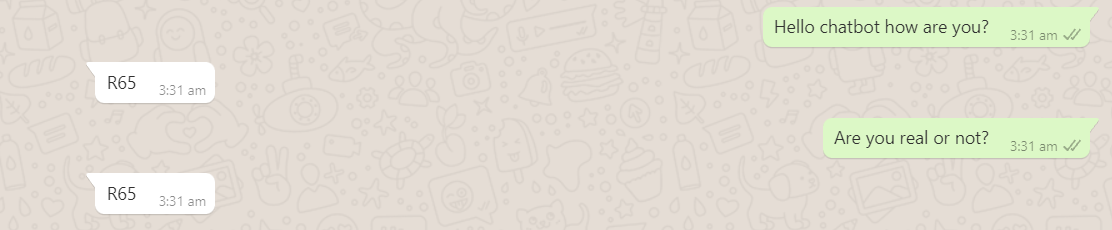 Hello chatbot how are you? 3:31 am
R65 3:31 am
Are you real or not? 3:31 am
R65 3:31 am